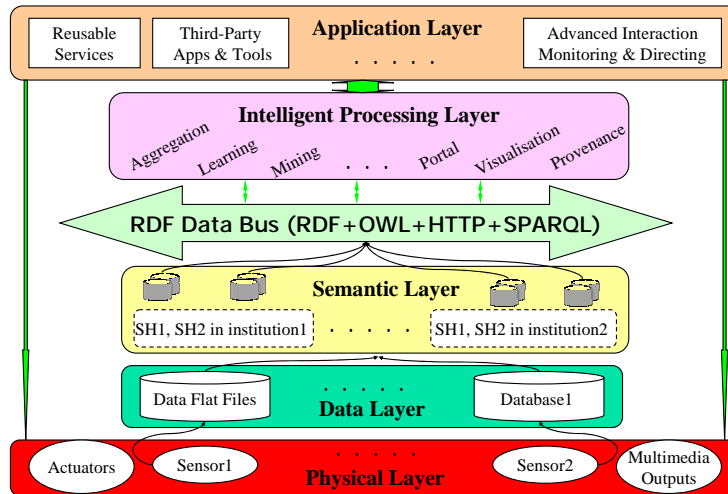 Reusable
Services
Third-Party
Apps & Tools
Application Layer
. . . . .
Advanced Interaction
Monitoring & Directing
Intelligent Processing Layer
Aggregation
Learning
Mining
. . .
Portal
Visualisation
Provenance
RDF Data Bus (RDF+OWL+HTTP+SPARQL)
Semantic Layer
SH1, SH2 in institution1
. . . . .
SH1, SH2 in institution2
Data Flat Files
. . . . .
Database1
Data Layer
Actuators
Sensor1
. . . . .
Physical Layer
Sensor2
Multimedia
Outputs